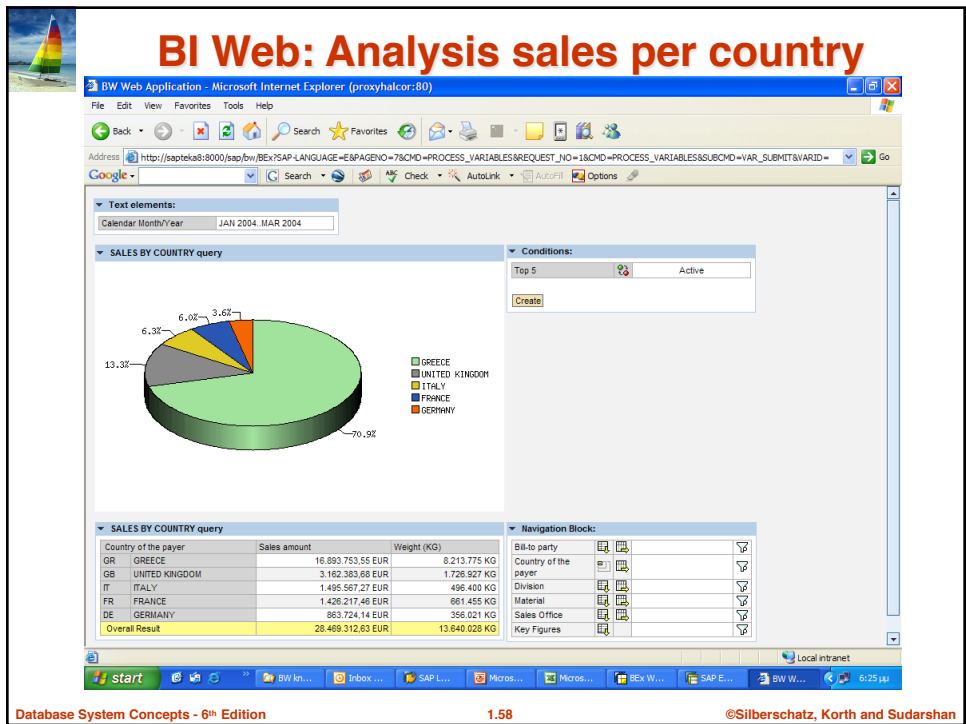 BI Web: Analysis sales per country
BW Web Application - Microsoft Internet Explorer (proxyhalcor:80)
File Edit View Favorites Tools Help
Back Search Favorites
Address http://sapteka8:8000/sap/bw/BEx?SAP-LANGUAGE=E&PAGENO=7&CMD=PROCESS_VARIABLES&REQUEST_NO=1&CMD=PROCESS_VARIABLES&SUBCMD=VAR_SUBMIT&VARID= Go
Google Search ABC Check AutoLink AutoFill Options
Text elements:
Calendar Month/Year JAN 2004..MAR 2004
SALES BY COUNTRY query
Conditions:
Top 5 Active
Create
3.6%
6.0%
6.3%
13.3%
70.9%
GREECE
UNITED KINGDOM
ITALY
FRANCE
GERMANY
SALES BY COUNTRY query
Country of the payer Sales amount Weight (KG)
GR GREECE 16.893.753,55 EUR 8.213.775 KG
GB UNITED KINGDOM 3.162.383,68 EUR 1.726.927 KG
IT ITALY 1.495.567,27 EUR 496.400 KG
FR FRANCE 1.426.217,46 EUR 661.455 KG
DE GERMANY 863.724,14 EUR 356.021 KG
Overall Result 28.469.312,63 EUR 13.640.028 KG
Navigation Block:
Bill-to party
Country of the
payer
Division
Material
Sales Office
Key Figures
Local intranet
start BW kn... Inbox ... SAP L... Micros... Micros... BEx W... SAP E... BW W... 6:25 μμ
Database System Concepts - 6th Edition 1.58 ©Silberschatz, Korth and Sudarshan